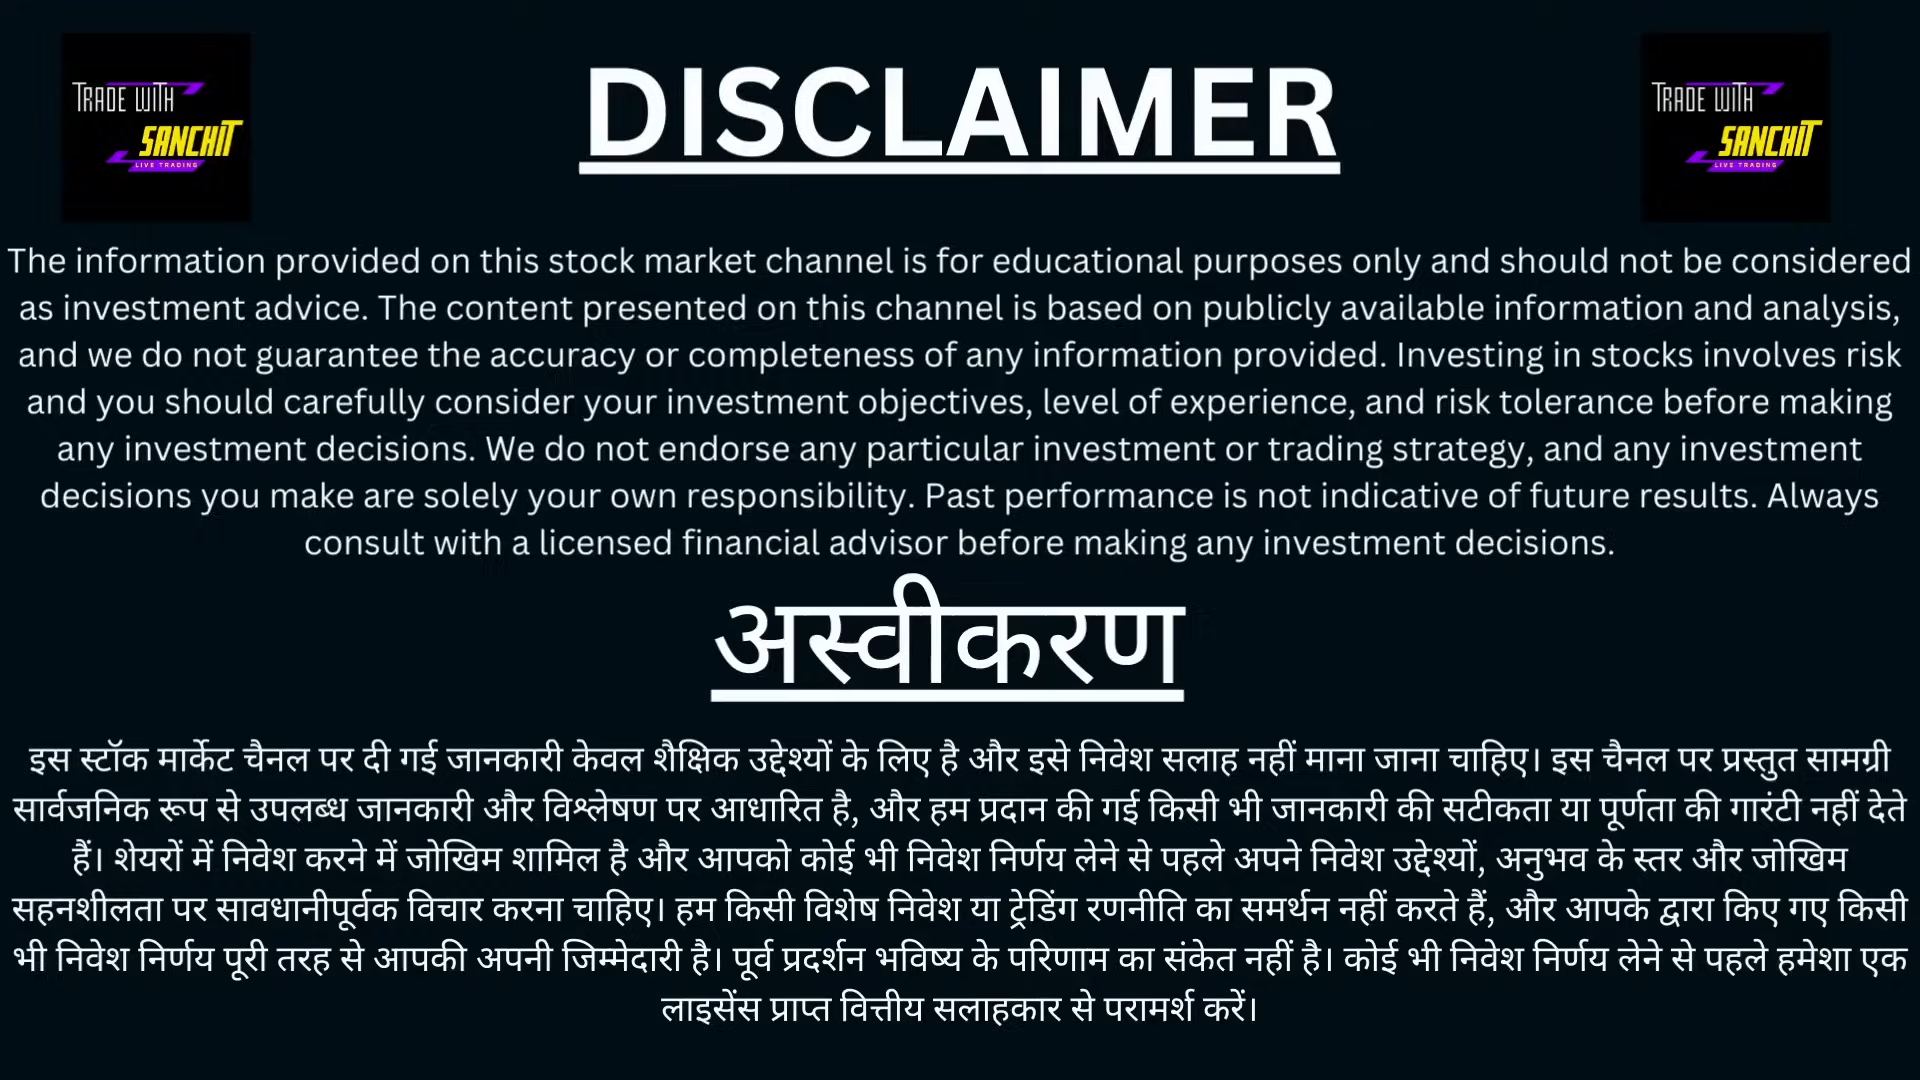 TRADE WITH
SANCHIT
LIVE TRADING
DISCLAIMER
TRADE WITH
SANCHIT
LIVE TRADING
The information provided on this stock market channel is for educational purposes only and should not be considered
as investment advice. The content presented on this channel is based on publicly available information and analysis,
and we do not guarantee the accuracy or completeness of any information provided. Investing in stocks involves risk
and you should carefully consider your investment objectives, level of experience, and risk tolerance before making
any investment decisions. We do not endorse any particular investment or trading strategy, and any investment
decisions you make are solely your own responsibility. Past performance is not indicative of future results. Always
consult with a licensed financial advisor before making any investment decisions.
अस्वीकरण
इस स्टॉक मार्केट चैनल पर दी गई जानकारी केवल शैक्षिक उद्देश्यों के लिए है और इसे निवेश सलाह नहीं माना जाना चाहिए। इस चैनल पर प्रस्तुत सामग्री
सार्वजनिक रूप से उपलब्ध जानकारी और विश्लेषण पर आधारित है, और हम प्रदान की गई किसी भी जानकारी की सटीकता या पूर्णता की गारंटी नहीं देते
हैं। शेयरों में निवेश करने में जोखिम शामिल है और आपको कोई भी निवेश निर्णय लेने से पहले अपने निवेश उद्देश्यों, अनुभव के स्तर और जोखिम
सहनशीलता पर सावधानीपूर्वक विचार करना चाहिए। हम किसी विशेष निवेश या ट्रेडिंग रणनीति का समर्थन नहीं करते हैं, और आपके द्वारा किए गए किसी
भी निवेश निर्णय पूरी तरह से आपकी अपनी जिम्मेदारी है। पूर्व प्रदर्शन भविष्य के परिणाम का संकेत नहीं है। कोई भी निवेश निर्णय लेने से पहले हमेशा एक
लाइसेंस प्राप्त वित्तीय सलाहकार से परामर्श करें।